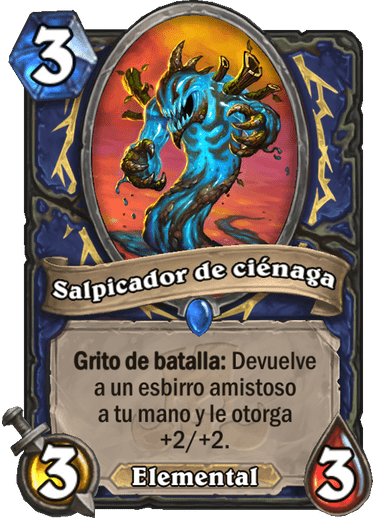 3
Salpicador de ciénaga
Grito de batalla: Devuelve
a un esbirro amistoso
a tu mano y le otorga
+2/+2.
3
Elemental
3